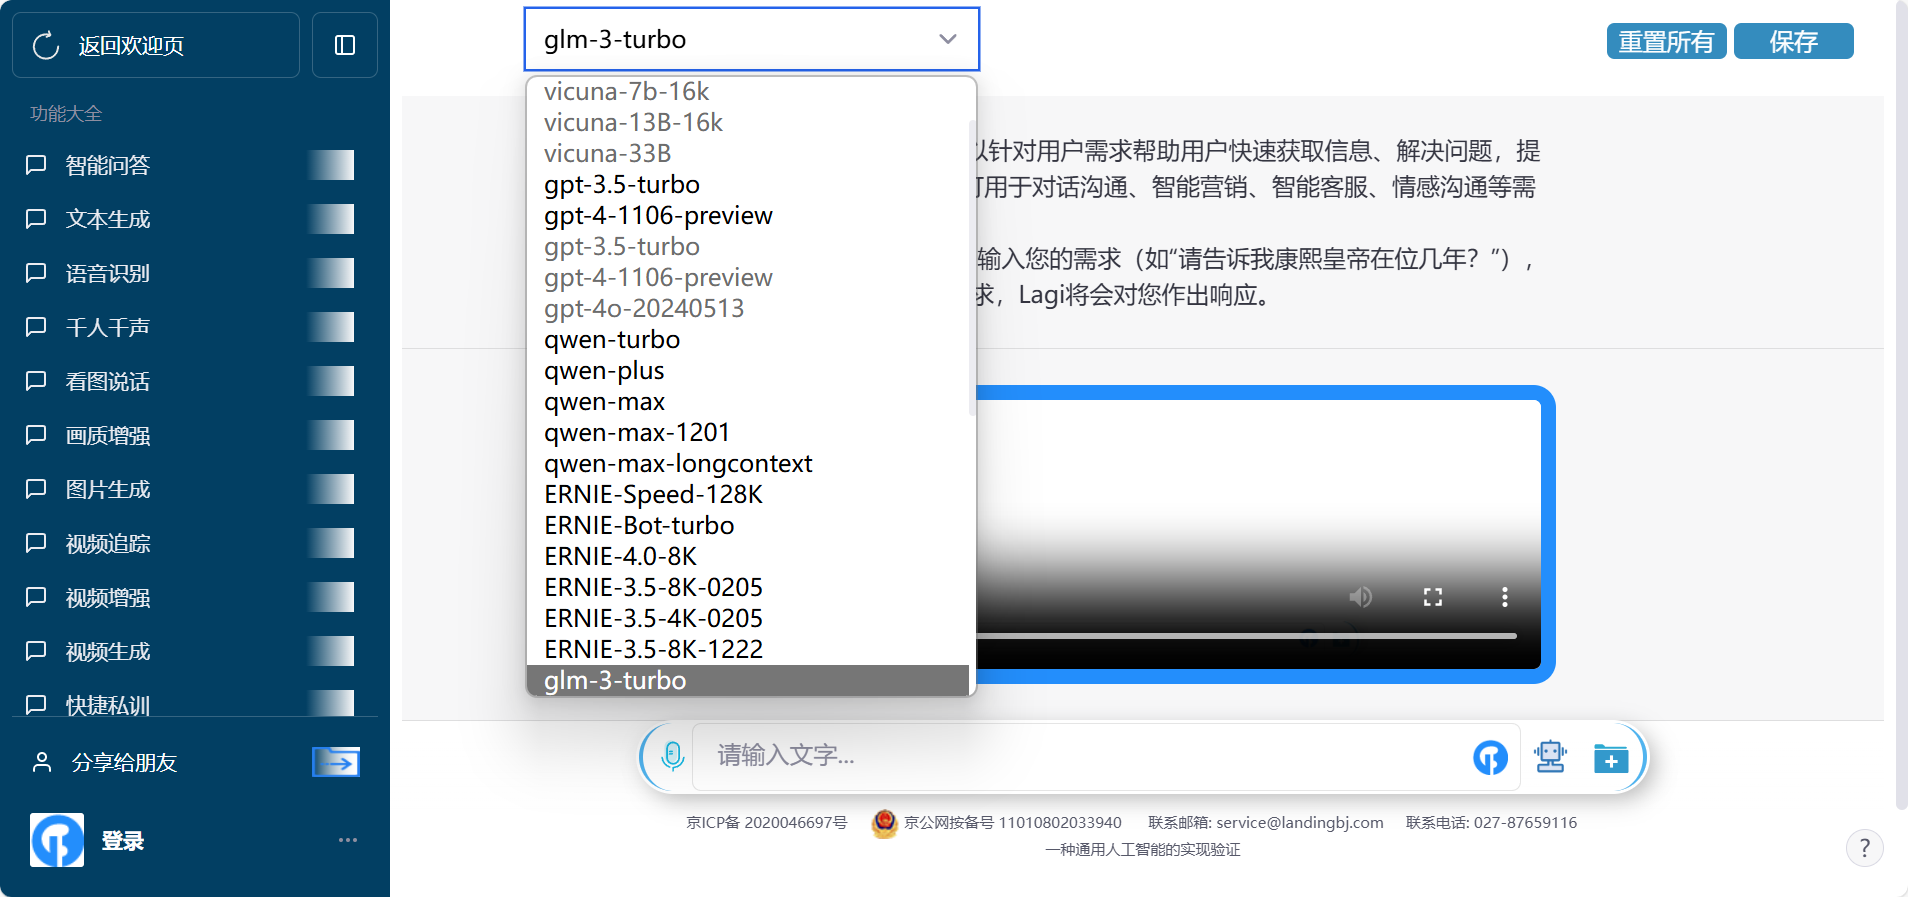 返回欢迎页
功能大全
智能问答
文本生成
语音识别
千人千声
看图说话
画质增强
图片生成
视频追踪
视频增强
视频生成
快捷私训
分享给朋友
登录
...
glm-3-turbo
重置所有
保存
vicuna-7b-16k
vicuna-13B-16k
vicuna-33B
gpt-3.5-turbo
gpt-4-1106-preview
gpt-3.5-turbo
gpt-4-1106-preview
gpt-4o-20240513
qwen-turbo
qwen-plus
qwen-max
qwen-max-1201
qwen-max-longcontext
ERNIE-Speed-128K
ERNIE-Bot-turbo
ERNIE-4.0-8K
ERNIE-3.5-8K-0205
ERNIE-3.5-4K-0205
ERNIE-3.5-8K-1222
glm-3-turbo
针对用户需求帮助用户快速获取信息、解决问题，提
用于对话沟通、智能营销、智能客服、情感沟通等需
输入您的需求（如“请告诉我康熙皇帝在位几年？”），
求，Lagi将会对您作出响应。
请输入文字...
京ICP备 2020046697号 京公网按备号 11010802033940 联系邮箱: service@landingbj.com 联系电话: 027-87659116
一种通用人工智能的实现验证
?